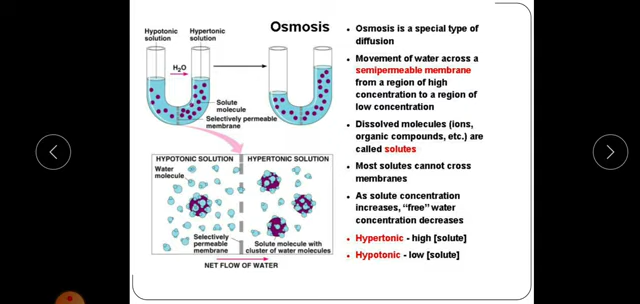 Osmosis
Hypotonic
solution
Hypertonic
solution
H₂O
Solute
molecule
Selectively permeable
membrane
HYPOTONIC SOLUTION
HYPERTONIC SOLUTION
Water
molecule
Selectively
permeable
membrane
Solute molecule with
cluster of water molecules
NET FLOW OF WATER
• Osmosis is a special type of
diffusion
• Movement of water across a
semipermeable membrane
from a region of high
concentration to a region of
low concentration
• Dissolved molecules (ions,
organic compounds, etc.) are
called solutes
• Most solutes cannot cross
membranes
• As solute concentration
increases, "free" water
concentration decreases
• Hypertonic - high [solute]
• Hypotonic - low [solute]